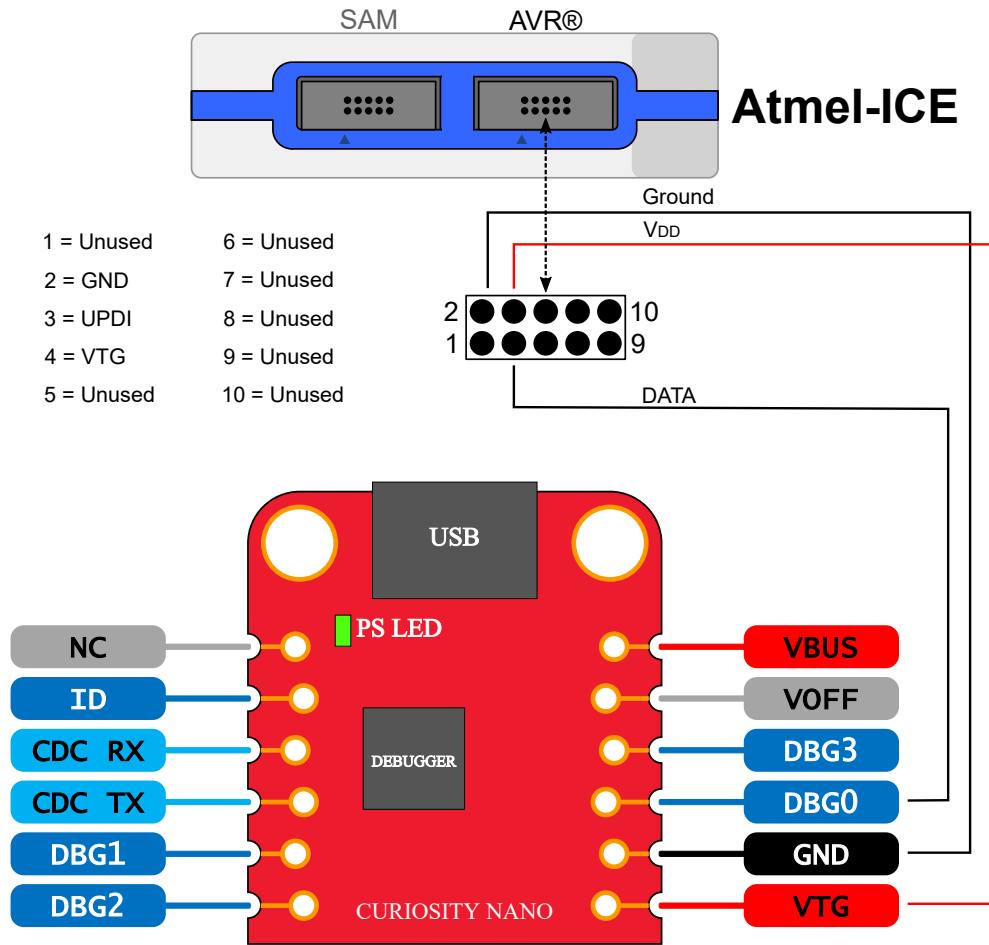 SAM
AVR®
Atmel-ICE
Ground
VDD
1 = Unused
2 = GND
3 = UPDI
4 = VTG
5 = Unused
6 = Unused
7 = Unused
8 = Unused
9 = Unused
10 = Unused
2
10
1
9
DATA
USB
PS LED
DEBUGGER
CURIOSITY NANO
NC
ID
CDC RX
CDC TX
DBG1
DBG2
VBUS
VOFF
DBG3
DBG0
GND
VTG